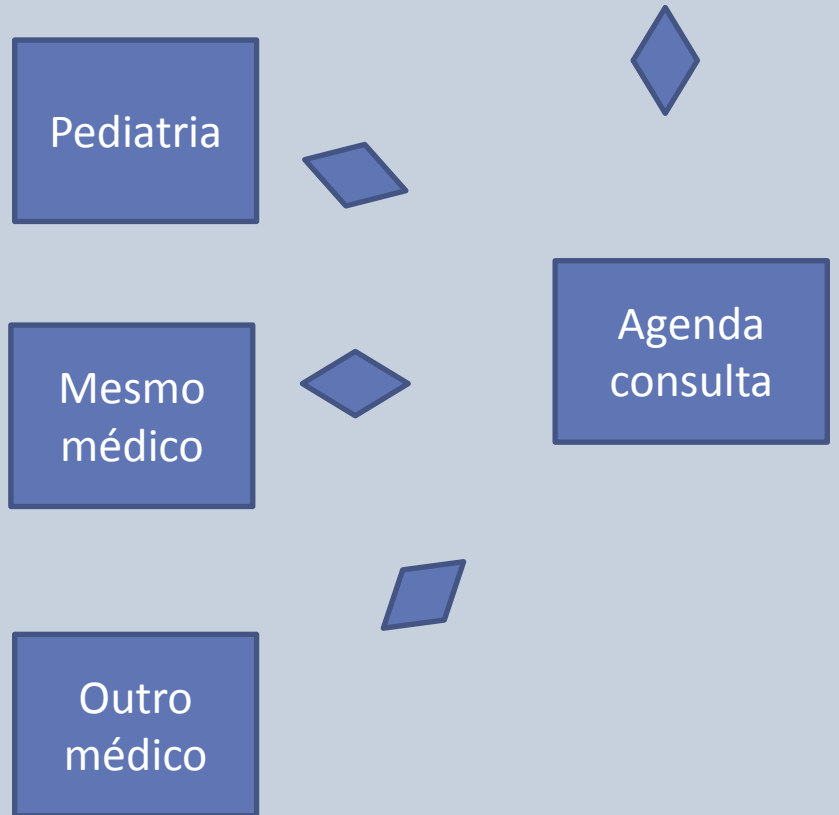 Pediatria
Agenda
consulta
Mesmo
médico
Outro
médico